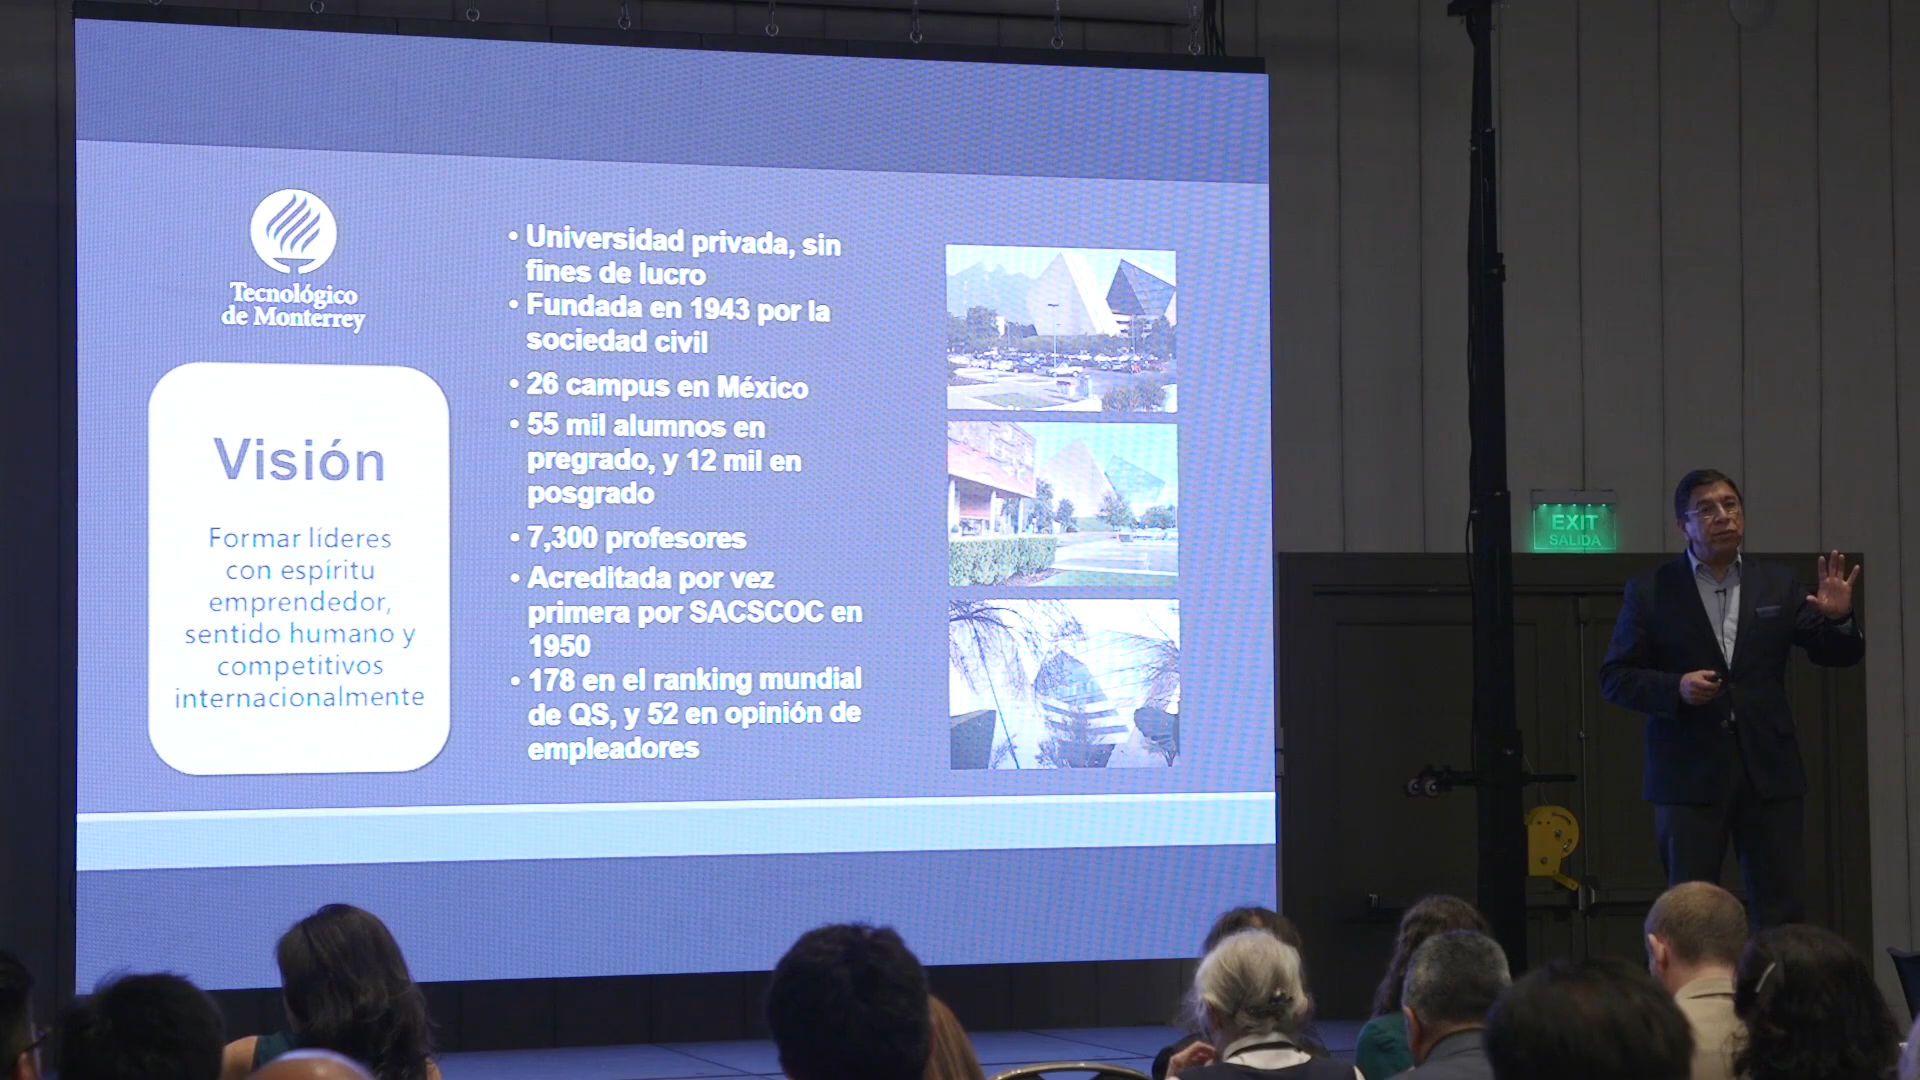 Tecnológico
de Monterrey
Visión
Formar líderes
con espíritu
emprendedor,
sentido humano y
competitivos
internacionalmente
• Universidad privada, sin
fines de lucro
• Fundada en 1943 por la
sociedad civil
• 26 campus en México
• 55 mil alumnos en
pregrado, y 12 mil en
posgrado
• 7,300 profesores
• Acreditada por vez
primera por SACSCOC en
1950
• 178 en el ranking mundial
de QS, y 52 en opinión de
empleadores
EXIT
SALIDA